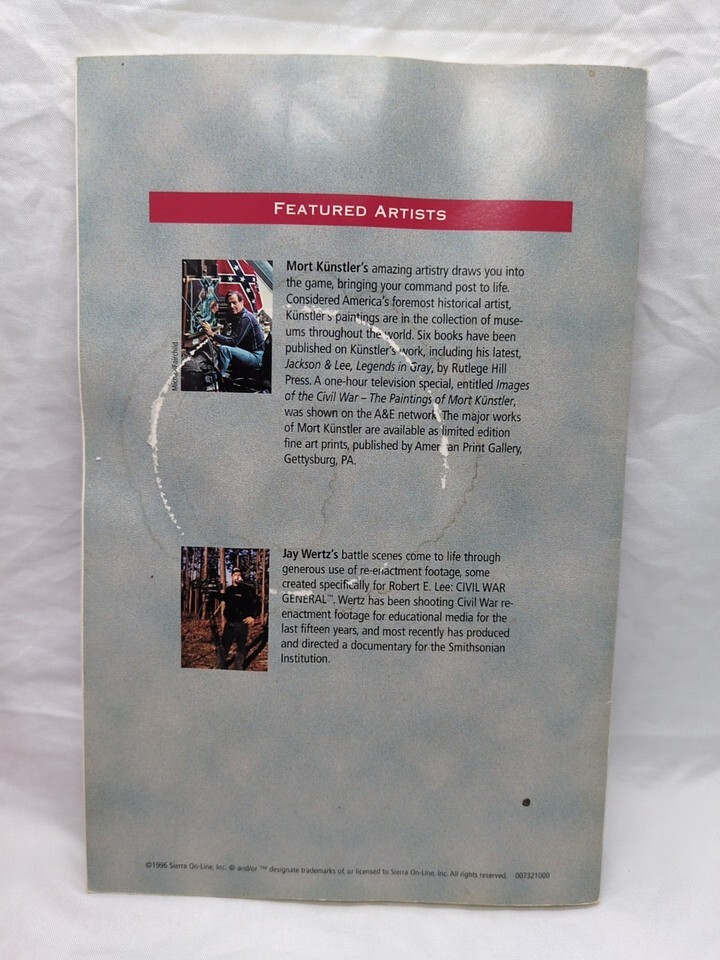 FEATURED ARTISTS
Mort Künstler's amazing artistry draws you into
the game, bringing your command post to life.
Considered America's foremost historical artist,
Künstler's paintings are in the collection of muse-
ums throughout the world. Six books have been
published on Künstler's work, including his latest,
Jackson & Lee, Legends in Gray, by Rutlege Hill
Press. A one-hour television special, entitled Images
of the Civil War – The Paintings of Mort Künstler,
was shown on the A&E network. The major works
of Mort Künstler are available as limited edition
fine art prints, published by American Print Gallery,
Gettysburg, PA.
Fairchild
Jay Wertz's battle scenes come to life through
generous use of re-enactment footage, some
created specifically for Robert E. Lee: CIVIL WAR
GENERAL™. Wertz has been shooting Civil War re-
enactment footage for educational media for the
last fifteen years, and most recently has produced
and directed a documentary for the Smithsonian
Institution.
©1996 Sierra On-Line, Inc. ® and/or ™ designate trademarks of, or licensed to Sierra On-Line, Inc. All rights reserved. 007321000